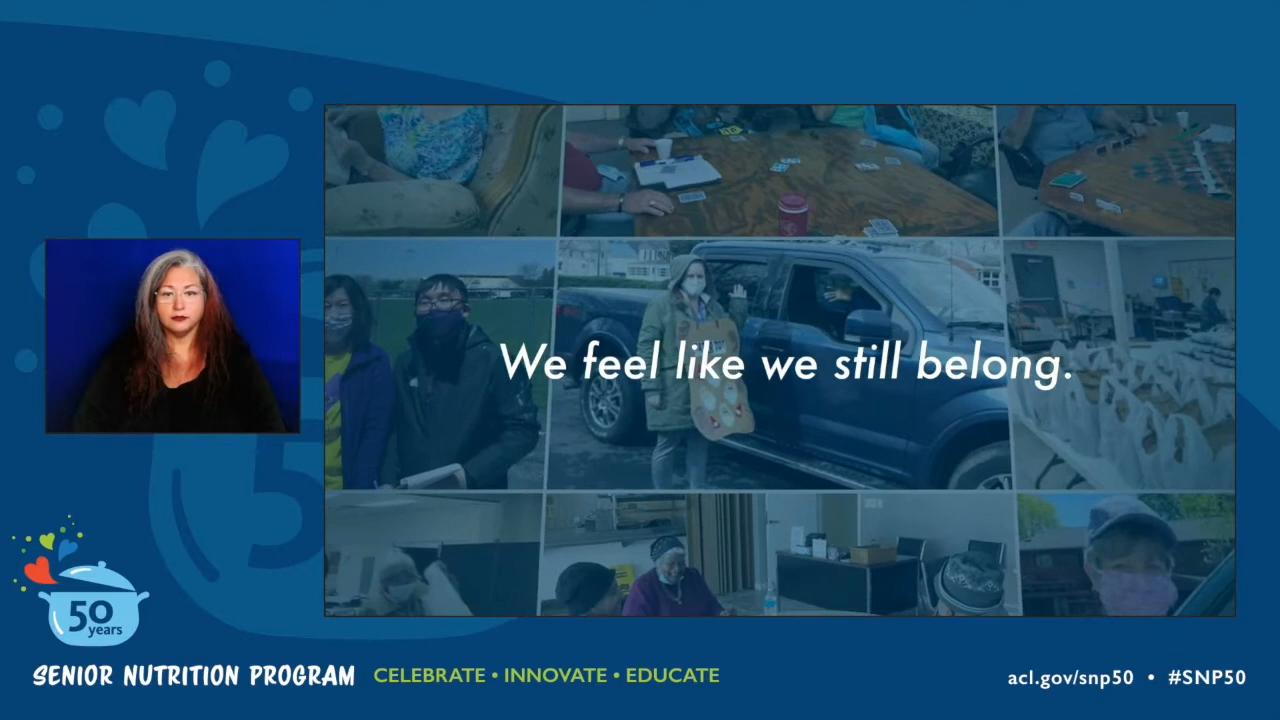 We feel like we still belong.
50
years
SENIOR NUTRITION PROGRAM CELEBRATE • INNOVATE • EDUCATE
acl.gov/snp50 • #SNP50